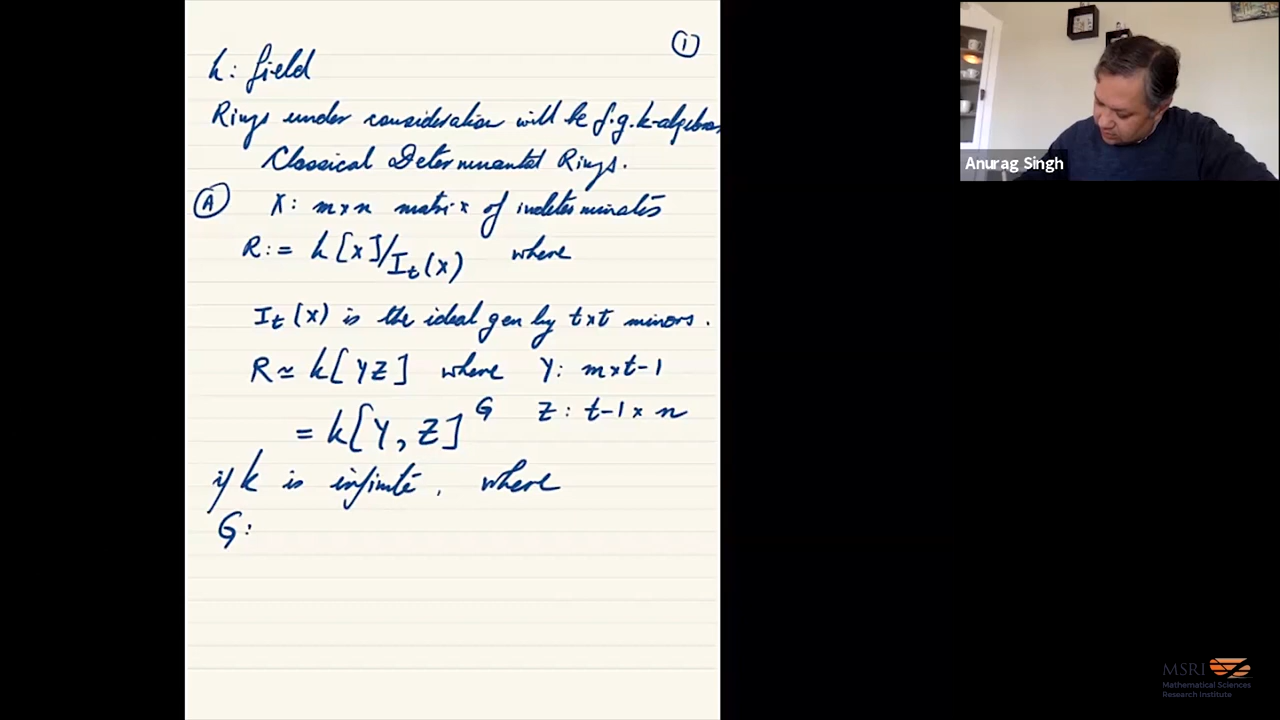 ①
k: field
Rings under consideration will be f.g. k-algebras,
Classical Determinantal Rings.
Ⓐ X: m×n matrix of indeterminates
R:= k[X]/I_t(X) where
I_t(X) is the ideal gen by t×t minors.
R ≃ k[YZ] where Y: m×t-1
= k[Y, Z]^G Z: t-1×n
if k is infinite, where
G:
Anurag Singh
MSRI
Mathematical Sciences
Research Institute